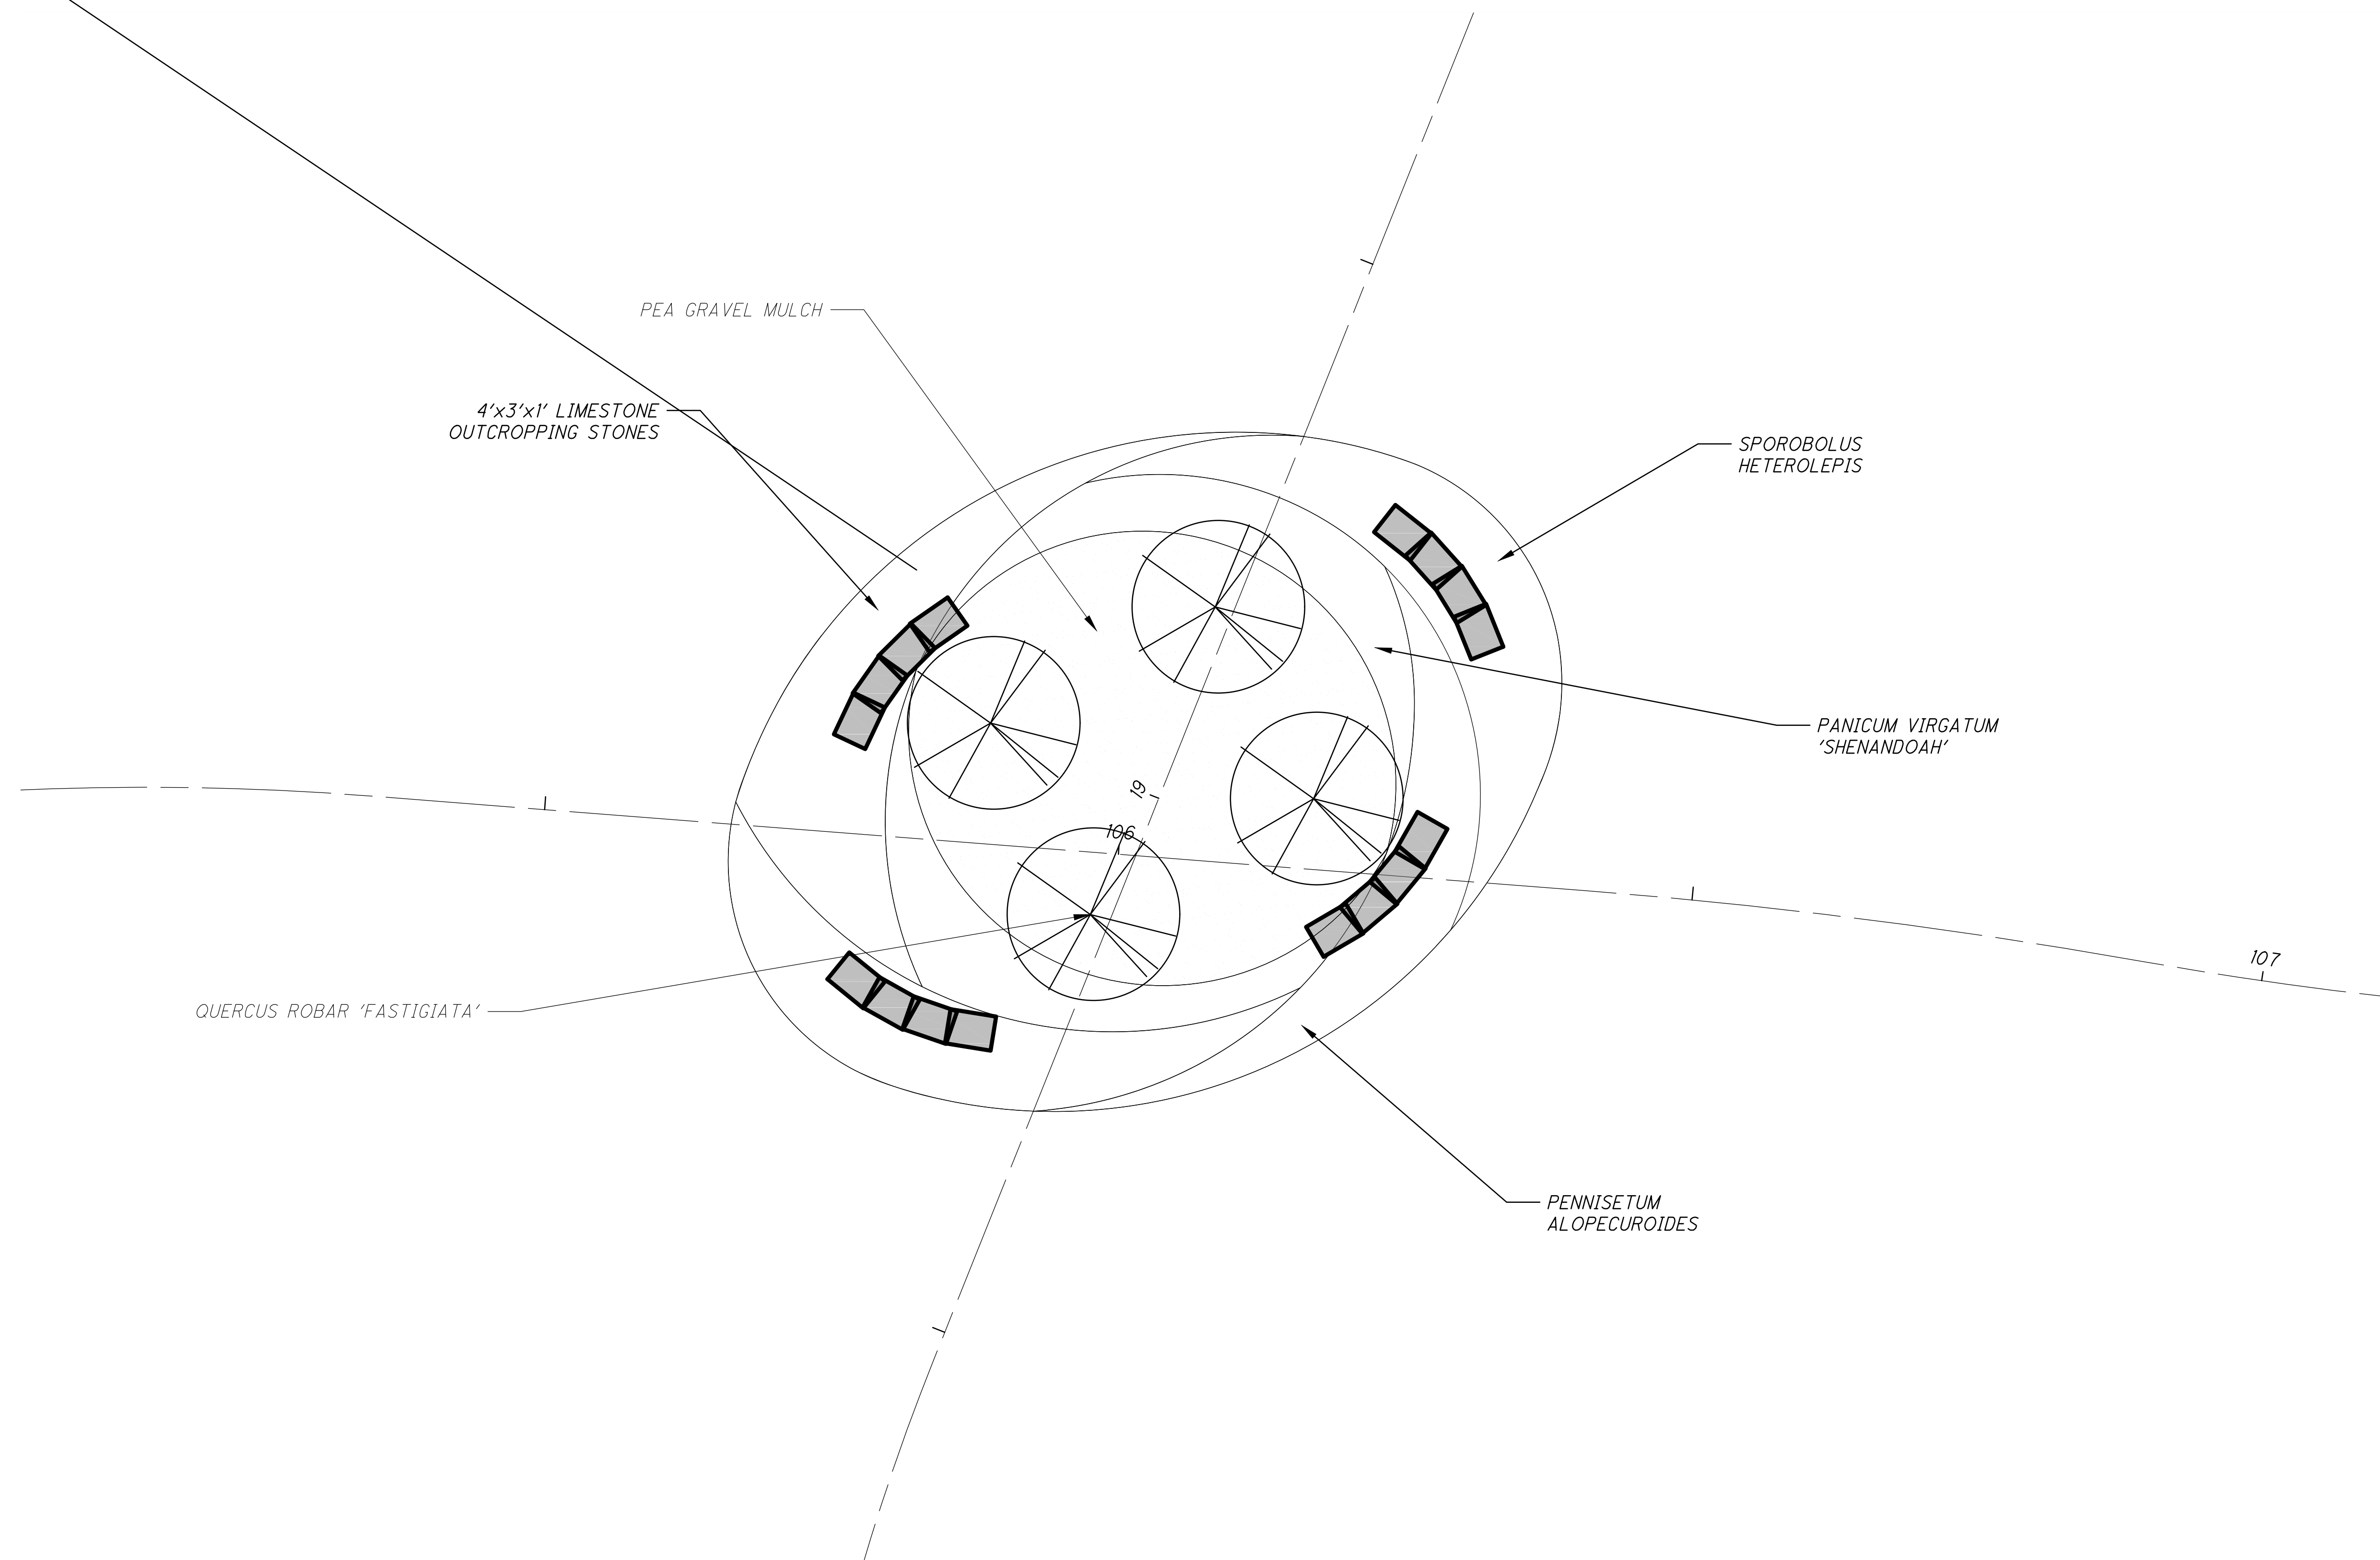 PEA GRAVEL MULCH
4'x3'x1' LIMESTONE
OUTCROPPING STONES
SPOROBOLUS
HETEROLEPIS
PANICUM VIRGATUM
'SHENANDOAH'
19
106
107
QUERCUS ROBAR 'FASTIGIATA'
PENNISETUM
ALOPECUROIDES